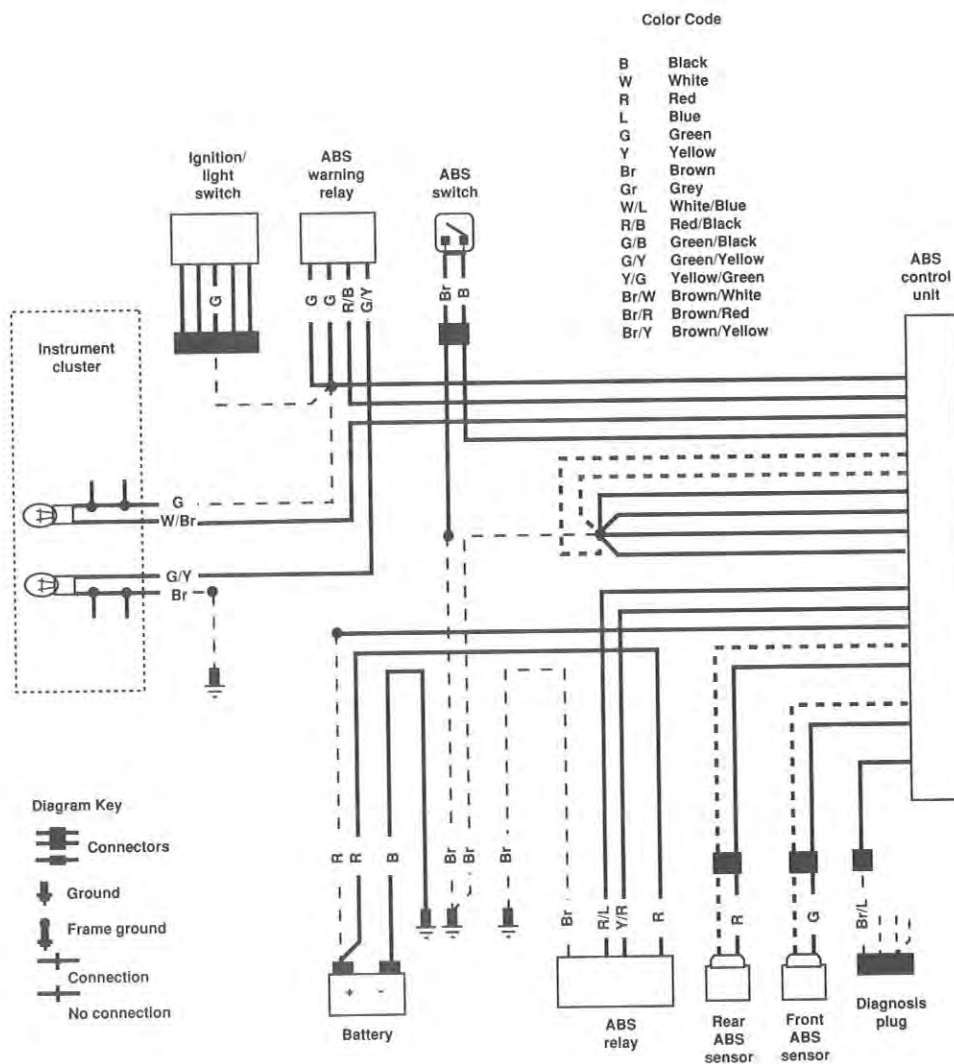 Color Code
B Black
W White
R Red
L Blue
G Green
Y Yellow
Br Brown
Gr Grey
W/L White/Blue
R/B Red/Black
G/B Green/Black
G/Y Green/Yellow
Y/G Yellow/Green
Br/W Brown/White
Br/R Brown/Red
Br/Y Brown/Yellow
Ignition/
light
switch
ABS
warning
relay
ABS
switch
ABS
control
unit
G
G
G
R/B
G/Y
Br
B
Instrument
cluster
G
W/Br
G/Y
Br
Diagram Key
Connectors
Ground
Frame ground
Connection
No connection
R
R
B
Br
Br
Br
Br
R/L
Y/R
R
R
G
Br/L
+ -
Battery
ABS
relay
Rear
ABS
sensor
Front
ABS
sensor
Diagnosis
plug